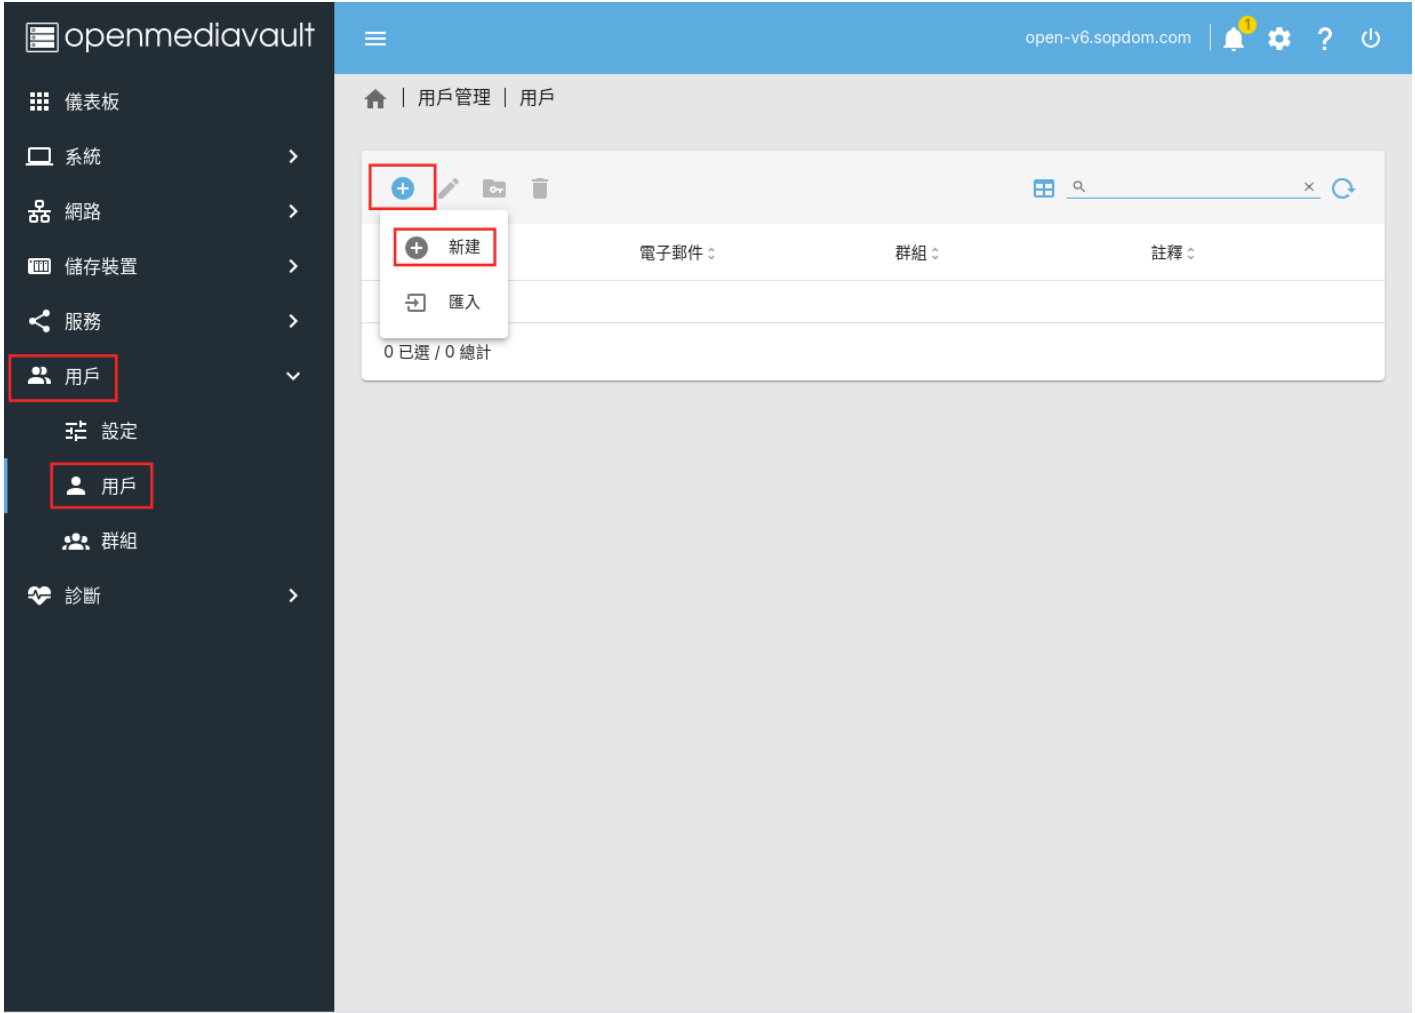 openmediavault
open-v6.sopdom.com
1
儀表板
系統
網路
儲存裝置
服務
用戶
設定
用戶
群組
診斷
用戶管理 | 用戶
新建
匯入
電子郵件
群組
註釋
0 已選 / 0 總計